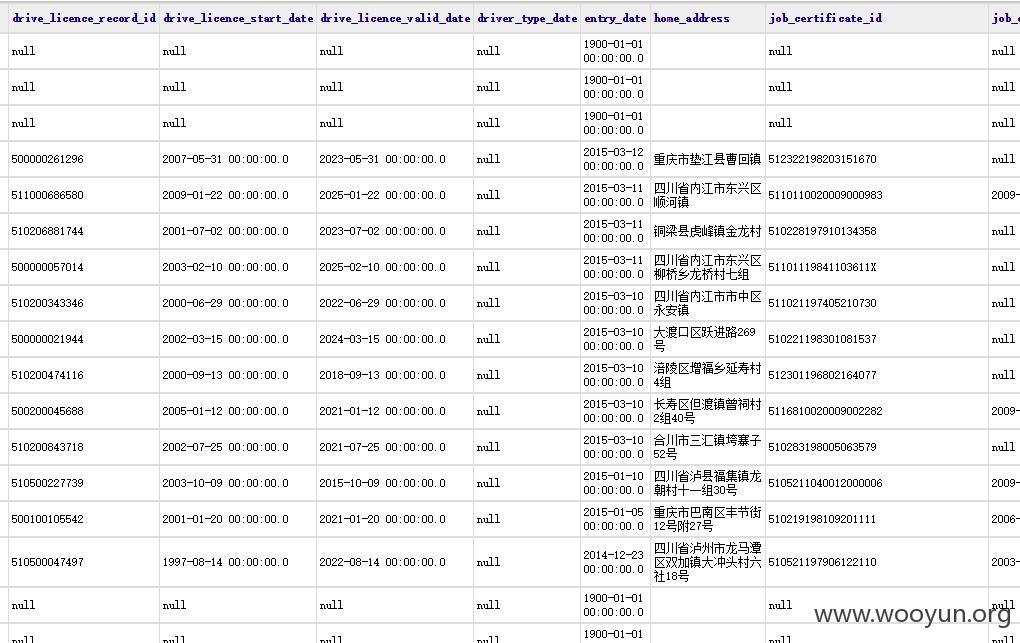 drive_licence_record_id drive_licence_start_date drive_licence_valid_date driver_type_date entry_date home_address job_certificate_id
null null null null 1900-01-01 null null
00:00:00.0
null null null null 1900-01-01 null null
00:00:00.0
null null null null 1900-01-01 null null
00:00:00.0
500000261296 2007-05-31 00:00:00.0 2023-05-31 00:00:00.0 null 2015-03-12 重庆市垫江县曹回镇 512322198203151670 null
00:00:00.0
511000686580 2009-01-22 00:00:00.0 2025-01-22 00:00:00.0 null 2015-03-11 四川省内江市东兴区 5110110020009000983 2009-
00:00:00.0 顺河镇
510206881744 2001-07-02 00:00:00.0 2023-07-02 00:00:00.0 null 2015-03-11 铜梁县虎峰镇金龙村 510228197910134358 null
00:00:00.0
500000057014 2003-02-10 00:00:00.0 2025-02-10 00:00:00.0 null 2015-03-11 四川省内江市东兴区 51101119841103611X null
00:00:00.0 柳桥乡龙桥村七组
510200343346 2000-06-29 00:00:00.0 2022-06-29 00:00:00.0 null 2015-03-10 四川省内江市市中区 511021197405210730 null
00:00:00.0 永安镇
500000021944 2002-03-15 00:00:00.0 2024-03-15 00:00:00.0 null 2015-03-10 大渡口区跃进路269 510221198301081537 null
00:00:00.0 号
510200474116 2000-09-13 00:00:00.0 2018-09-13 00:00:00.0 null 2015-03-10 涪陵区增福乡延寿村 512301196802164077 null
00:00:00.0 4组
500200045688 2005-01-12 00:00:00.0 2021-01-12 00:00:00.0 null 2015-03-10 长寿区但渡镇曾祠村 5116810020009002282 2009-
00:00:00.0 2组40号
510200843718 2002-07-25 00:00:00.0 2021-07-25 00:00:00.0 null 2015-03-10 合川市三汇镇垮寨子 510283198005063579 null
00:00:00.0 52号
510500227739 2003-10-09 00:00:00.0 2015-10-09 00:00:00.0 null 2015-01-10 四川省泸县福集镇龙 5105211040012000006 2009-
00:00:00.0 朝村十一组30号
500100105542 2001-01-20 00:00:00.0 2021-01-20 00:00:00.0 null 2015-01-05 重庆市巴南区丰节街 510219198109201111 2006-
00:00:00.0 12号附27号
510500047497 1997-08-14 00:00:00.0 2022-08-14 00:00:00.0 null 2014-12-23 四川省泸州市龙马潭 510521197906122110 2003-
00:00:00.0 区双加镇大冲头村六
社18号
null null null null 1900-01-01 null null
00:00:00.0
null null null null 1900-01-01 null null
www.wooyun.org